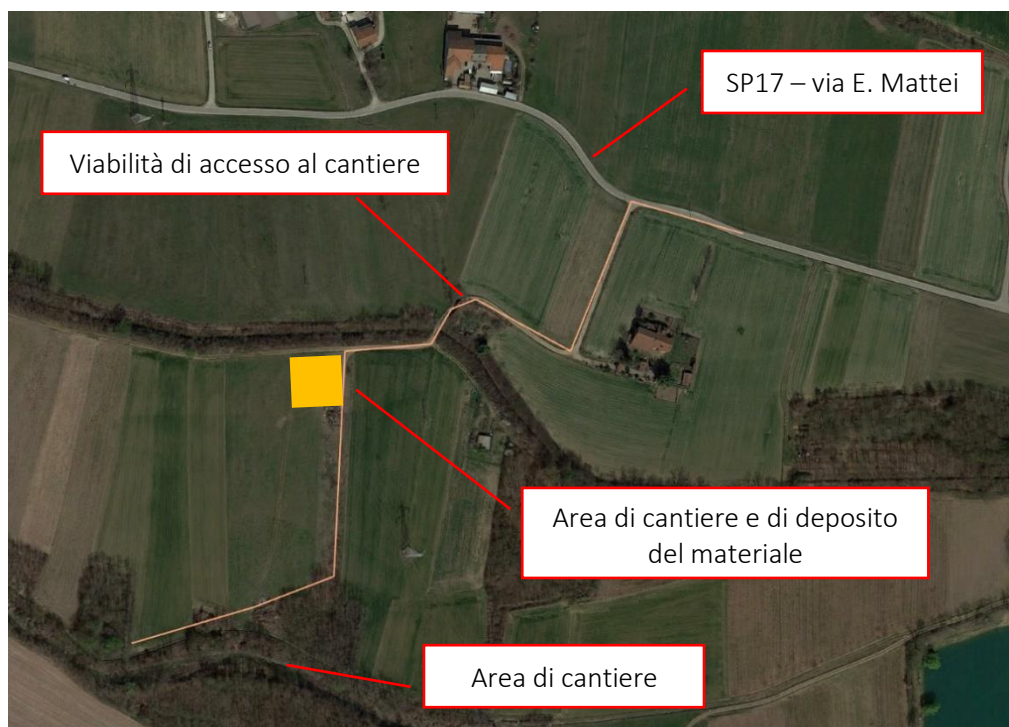 SP17 – via E. Mattei
Viabilità di accesso al cantiere
Area di cantiere e di deposito
del materiale
Area di cantiere